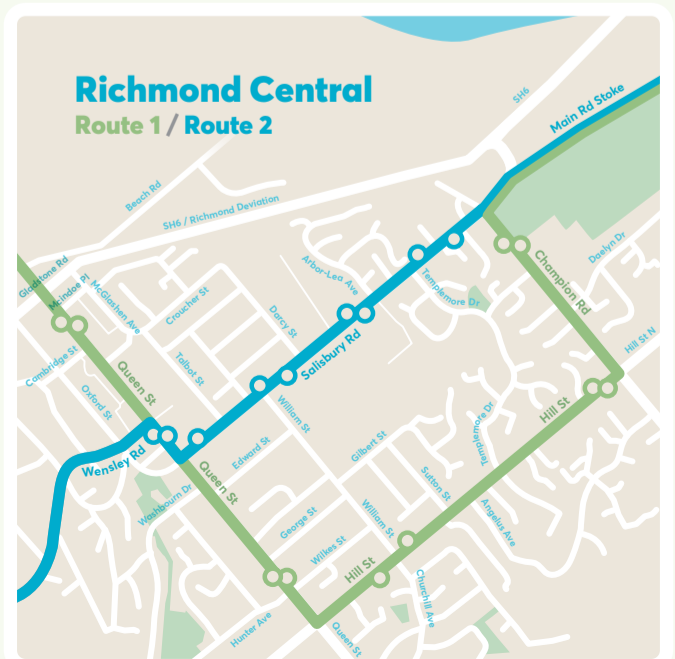 Richmond Central
Route 1 / Route 2
SH6
Main Rd Stoke
Beach Rd
SH6 / Richmond Deviation
Gladstone Rd
McIndoe Pl
McGlashen Ave
Croucher St
Arbor-Lea Ave
Templemore Dr
Champion Rd
Daelyn Dr
Darcy St
Salisbury Rd
Hill St N
Cambridge St
Queen St
Talbot St
Oxford St
William St
Hill St
Wensley Rd
Edward St
Gilbert St
Templemore Dr
Queen St
Sutton St
Washbourn Dr
George St
William St
Angelus Ave
Wilkes St
Hill St
Churchill Ave
Hunter Ave
Queen St